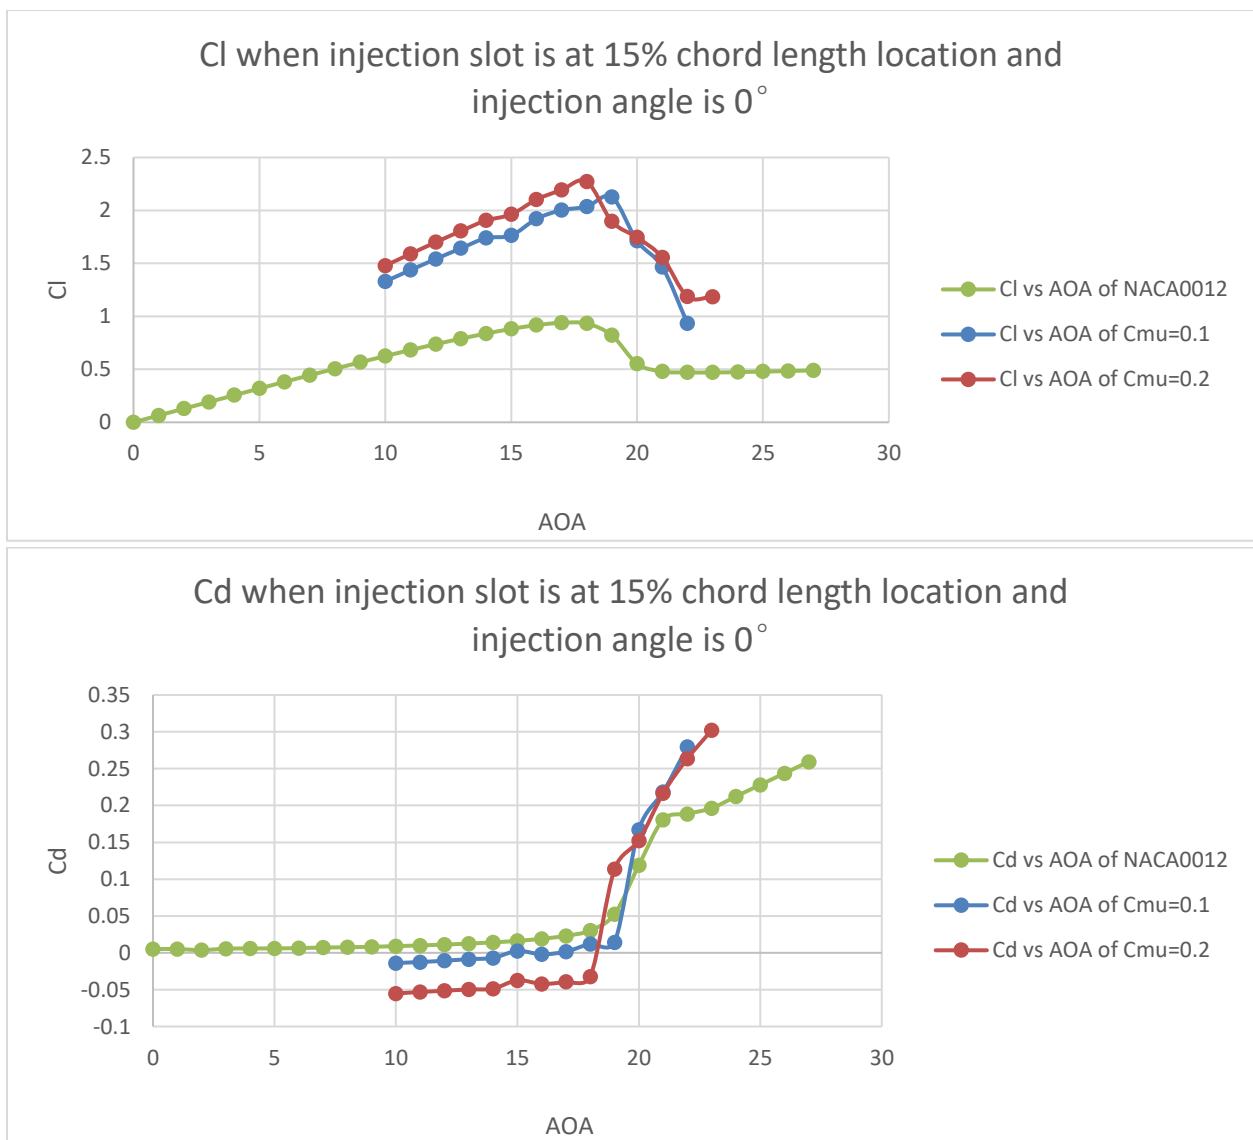 Cl when injection slot is at 15% chord length location and
injection angle is 0°
2.5
2
1.5
1
0.5
0
Cl
0 5 10 15 20 25 30
AOA
Cl vs AOA of NACA0012
Cl vs AOA of Cmu=0.1
Cl vs AOA of Cmu=0.2
Cd when injection slot is at 15% chord length location and
injection angle is 0°
0.35
0.3
0.25
0.2
0.15
0.1
0.05
0
-0.05
-0.1
Cd
0 5 10 15 20 25 30
AOA
Cd vs AOA of NACA0012
Cd vs AOA of Cmu=0.1
Cd vs AOA of Cmu=0.2